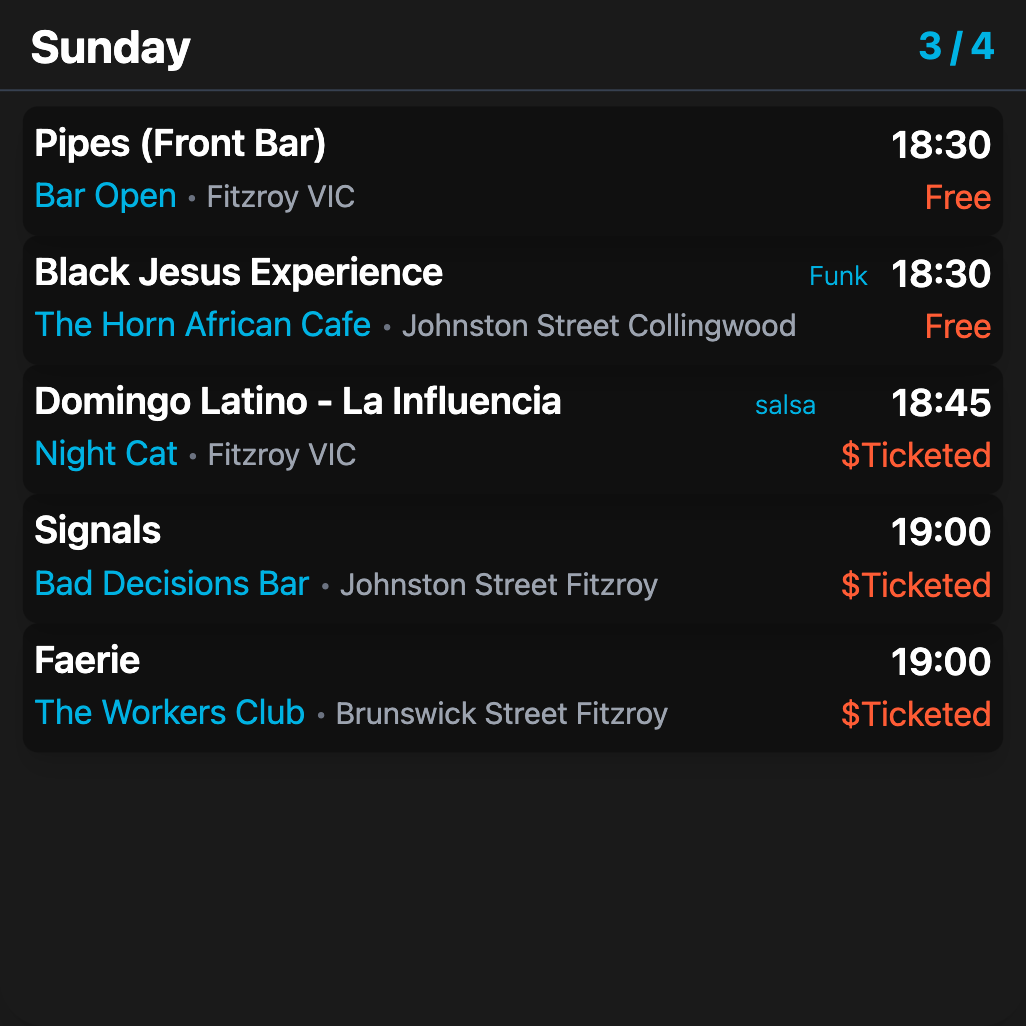 Sunday 3 / 4
Pipes (Front Bar) 18:30
Bar Open • Fitzroy VIC Free
Black Jesus Experience Funk 18:30
The Horn African Cafe • Johnston Street Collingwood Free
Domingo Latino - La Influencia salsa 18:45
Night Cat • Fitzroy VIC $Ticketed
Signals 19:00
Bad Decisions Bar • Johnston Street Fitzroy $Ticketed
Faerie 19:00
The Workers Club • Brunswick Street Fitzroy $Ticketed